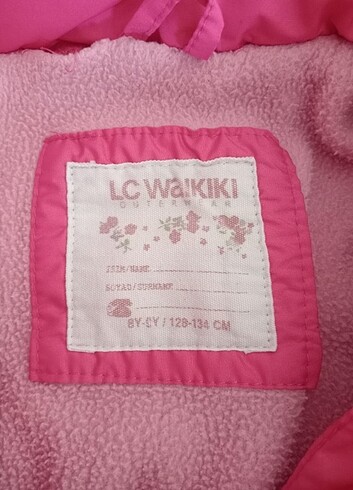 LC WAIKIKI
OUTERWEAR
İSİM/NAME
SOYAD/SURNAME
8Y-9Y / 128-134 CM